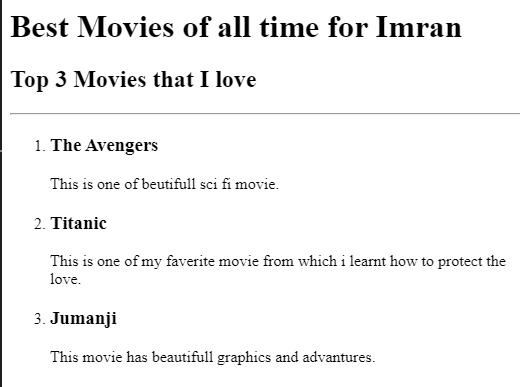 Best Movies of all time for Imran
Top 3 Movies that I love
1. The Avengers
This is one of beutifull sci fi movie.
2. Titanic
This is one of my faverite movie from which i learnt how to protect the
love.
3. Jumanji
This movie has beautifull graphics and advantures.